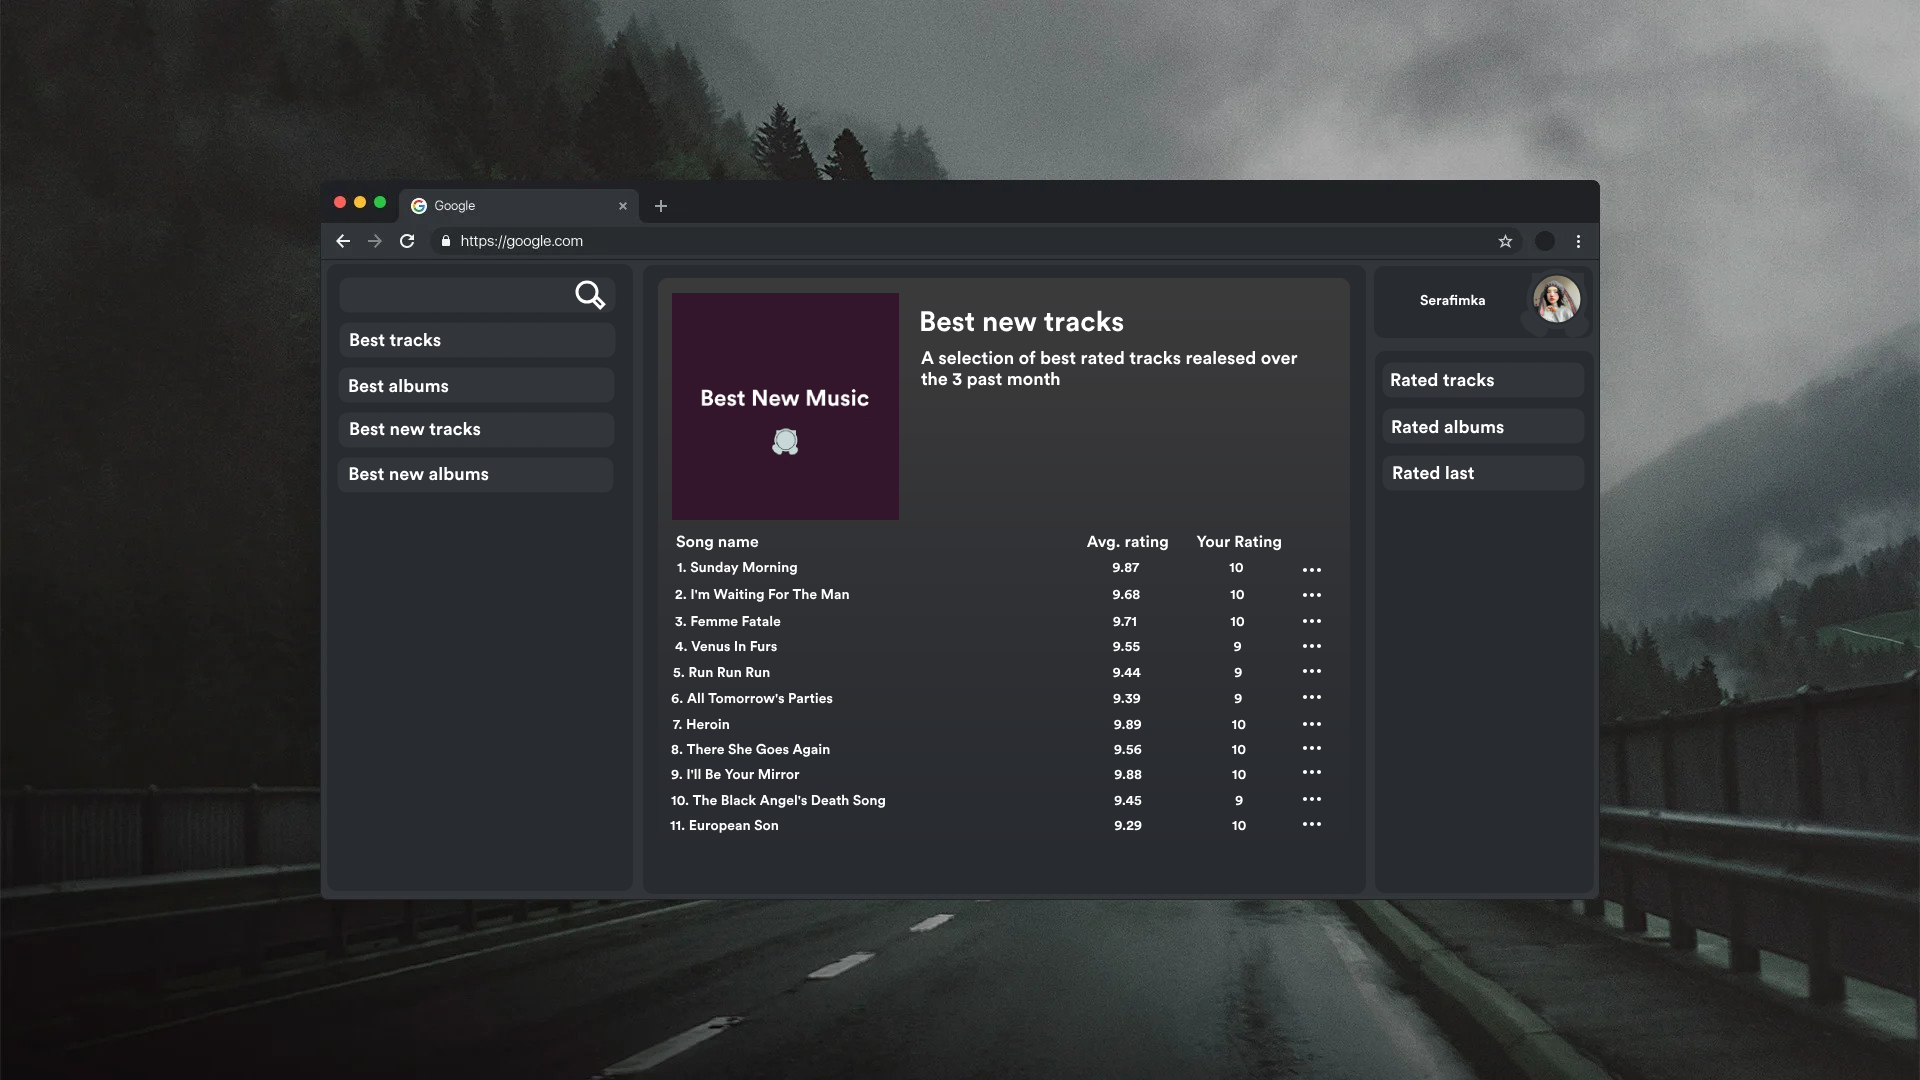 Google
https://google.com
Best tracks
Best albums
Best new tracks
Best new albums
Best New Music
Best new tracks
A selection of best rated tracks realesed over
the 3 past month
Song name Avg. rating Your Rating
1. Sunday Morning 9.87 10
2. I'm Waiting For The Man 9.68 10
3. Femme Fatale 9.71 10
4. Venus In Furs 9.55 9
5. Run Run Run 9.44 9
6. All Tomorrow's Parties 9.39 9
7. Heroin 9.89 10
8. There She Goes Again 9.56 10
9. I'll Be Your Mirror 9.88 10
10. The Black Angel's Death Song 9.45 9
11. European Son 9.29 10
Serafimka
Rated tracks
Rated albums
Rated last